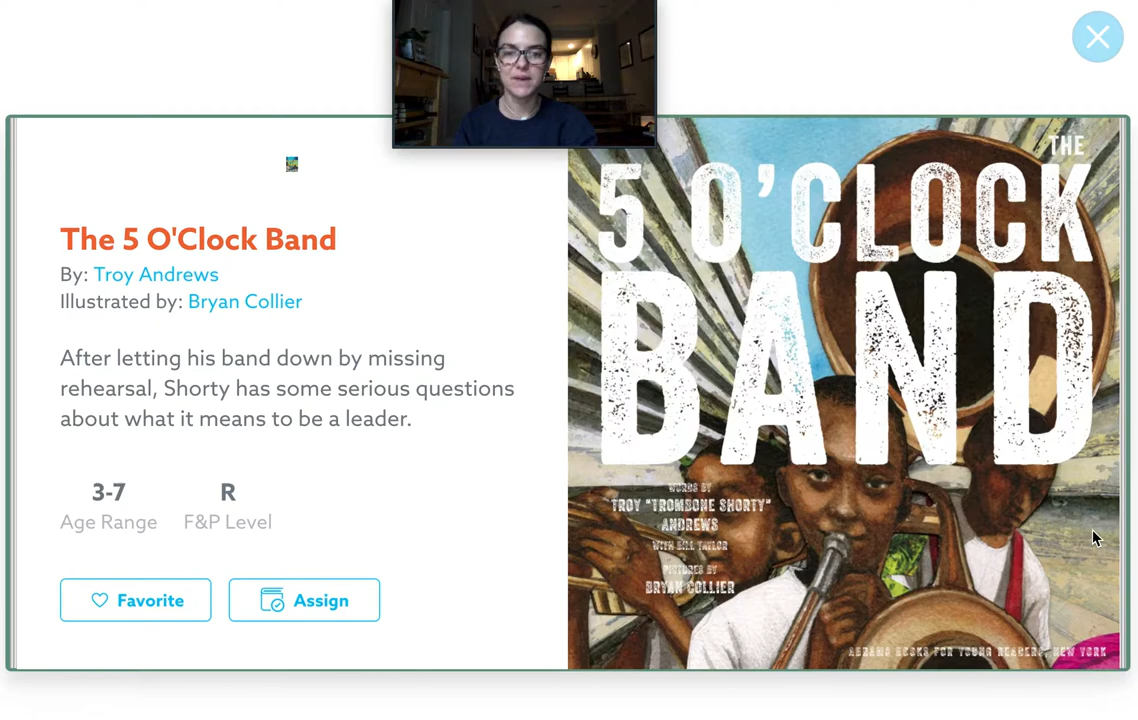 The 5 O'Clock Band
By: Troy Andrews
Illustrated by: Bryan Collier
After letting his band down by missing
rehearsal, Shorty has some serious questions
about what it means to be a leader.
3-7
R
Age Range
F&P Level
Favorite
Assign
THE
5 O'CLOCK
BAND
WORDS BY
TROY "TROMBONE SHORTY"
ANDREWS
WITH BILL TAYLOR
PICTURES BY
BRYAN COLLIER
ABRAMS BOOKS FOR YOUNG READERS, NEW YORK